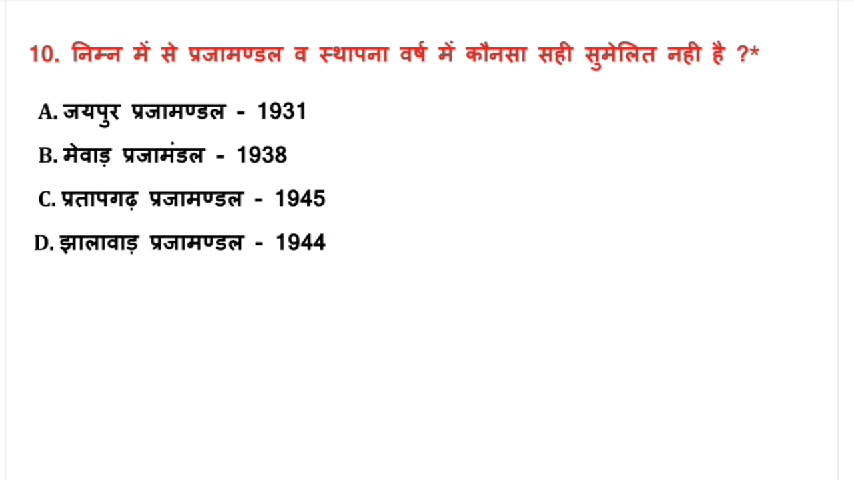 10. निम्न में से प्रजामण्डल व स्थापना वर्ष में कौनसा सही सुमेलित नही है ?*
A. जयपुर प्रजामण्डल - 1931
B. मेवाड़ प्रजामंडल - 1938
C. प्रतापगढ़ प्रजामण्डल - 1945
D. झालावाड़ प्रजामण्डल - 1944